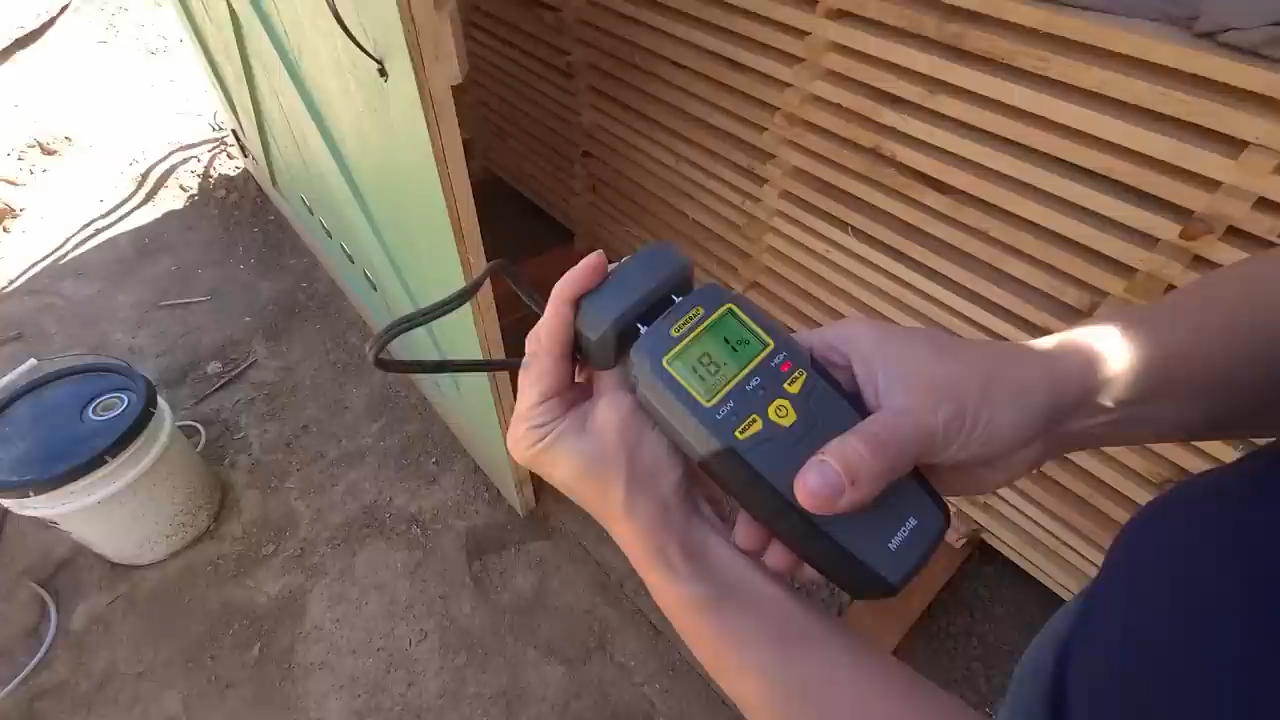 GENERAL
18.1%
LOW MID HIGH
MODE HOLD
MMD4E